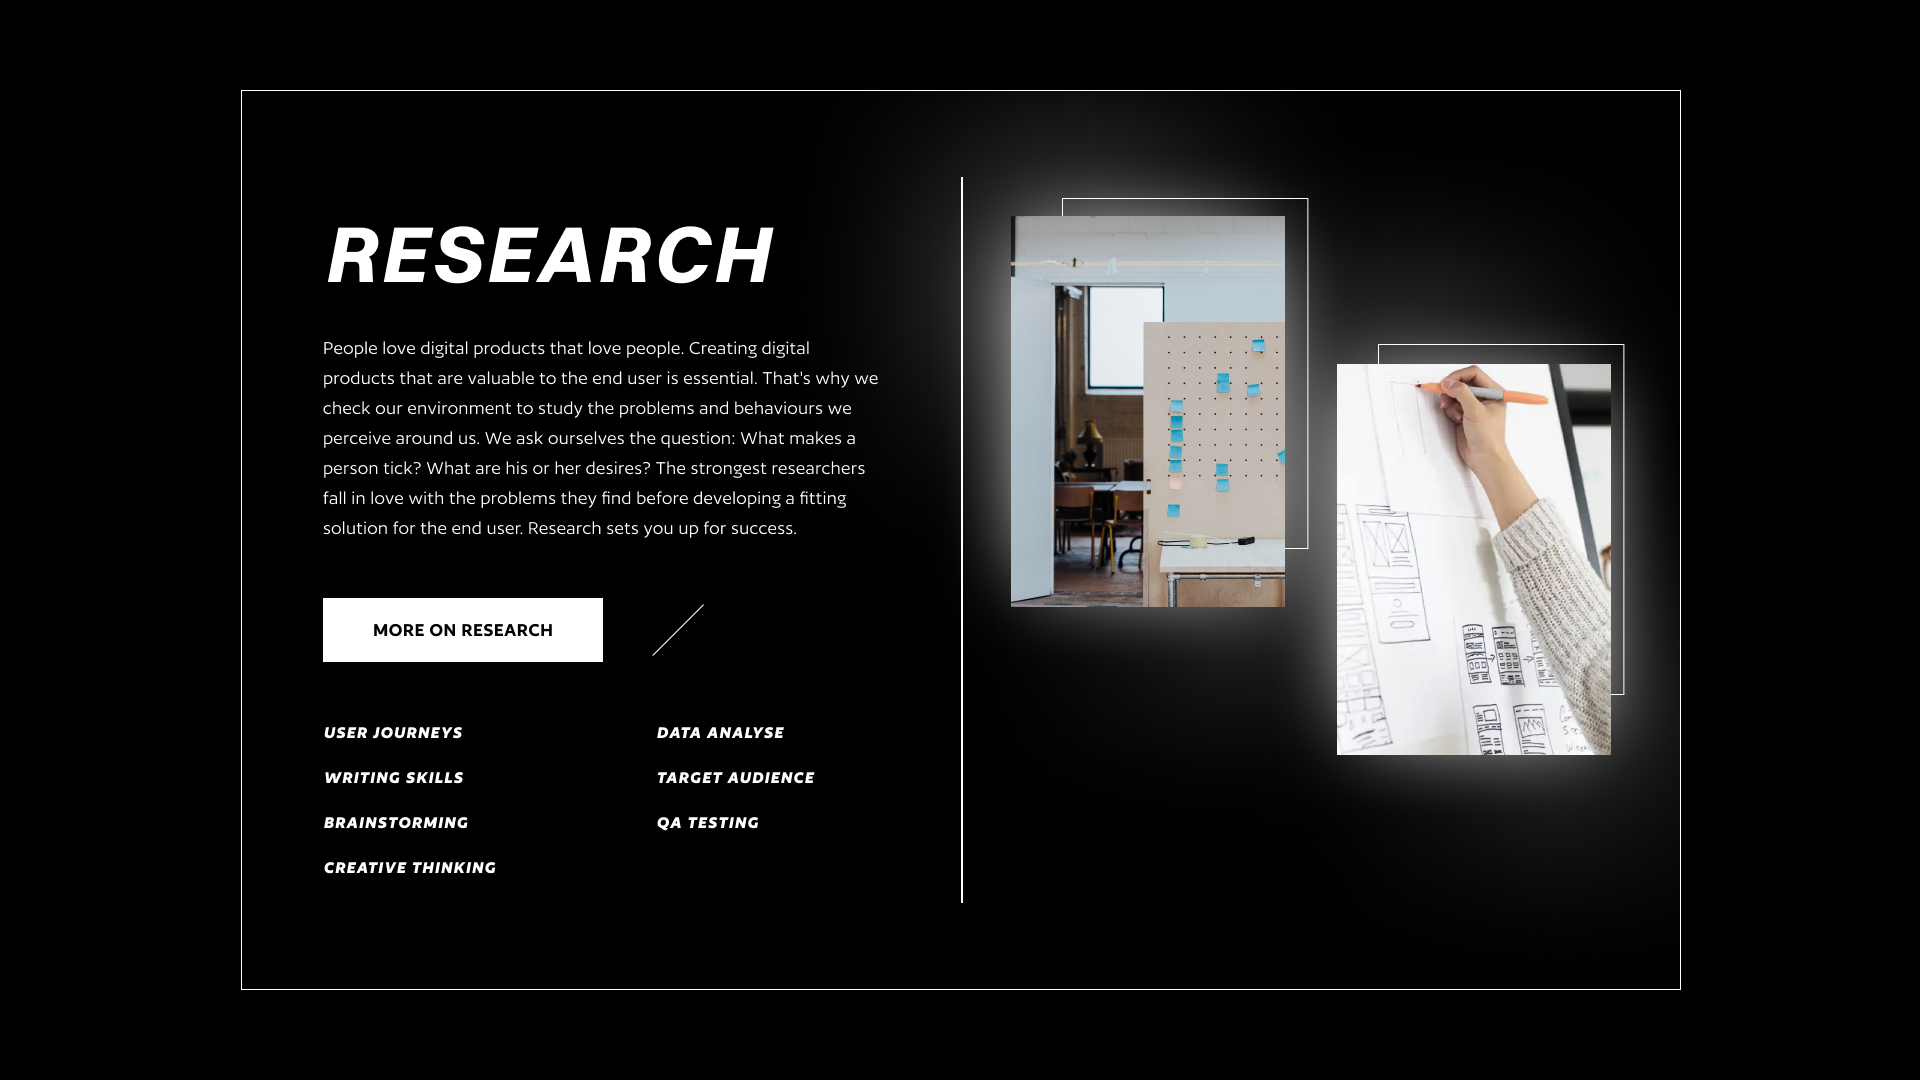 RESEARCH
People love digital products that love people. Creating digital
products that are valuable to the end user is essential. That's why we
check our environment to study the problems and behaviours we
perceive around us. We ask ourselves the question: What makes a
person tick? What are his or her desires? The strongest researchers
fall in love with the problems they find before developing a fitting
solution for the end user. Research sets you up for success.
MORE ON RESEARCH
USER JOURNEYS
WRITING SKILLS
BRAINSTORMING
CREATIVE THINKING
DATA ANALYSE
TARGET AUDIENCE
QA TESTING